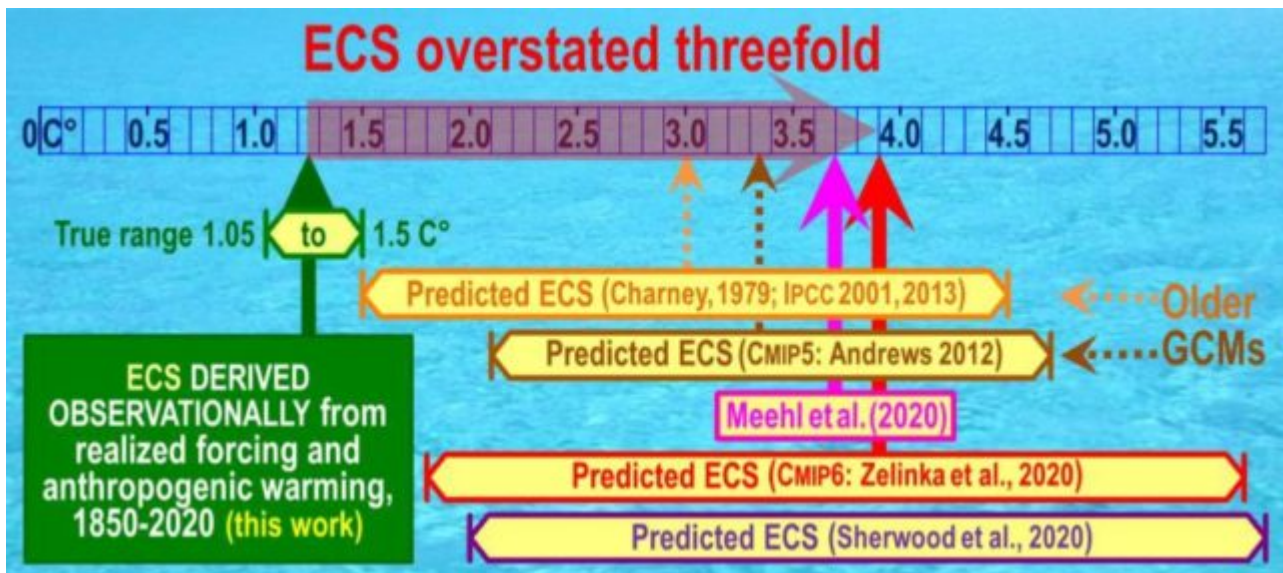 ECS overstated threefold
0 C° 0.5 1.0 1.5 2.0 2.5 3.0 3.5 4.0 4.5 5.0 5.5
True range 1.05 to 1.5 C°
Predicted ECS (Charney, 1979; IPCC 2001, 2013)
Older
GCMs
Predicted ECS (CMIP5: Andrews 2012)
Meehl et al. (2020)
Predicted ECS (CMIP6: Zelinka et al., 2020)
Predicted ECS (Sherwood et al., 2020)
ECS DERIVED
OBSERVATIONALLY from
realized forcing and
anthropogenic warming,
1850-2020 (this work)